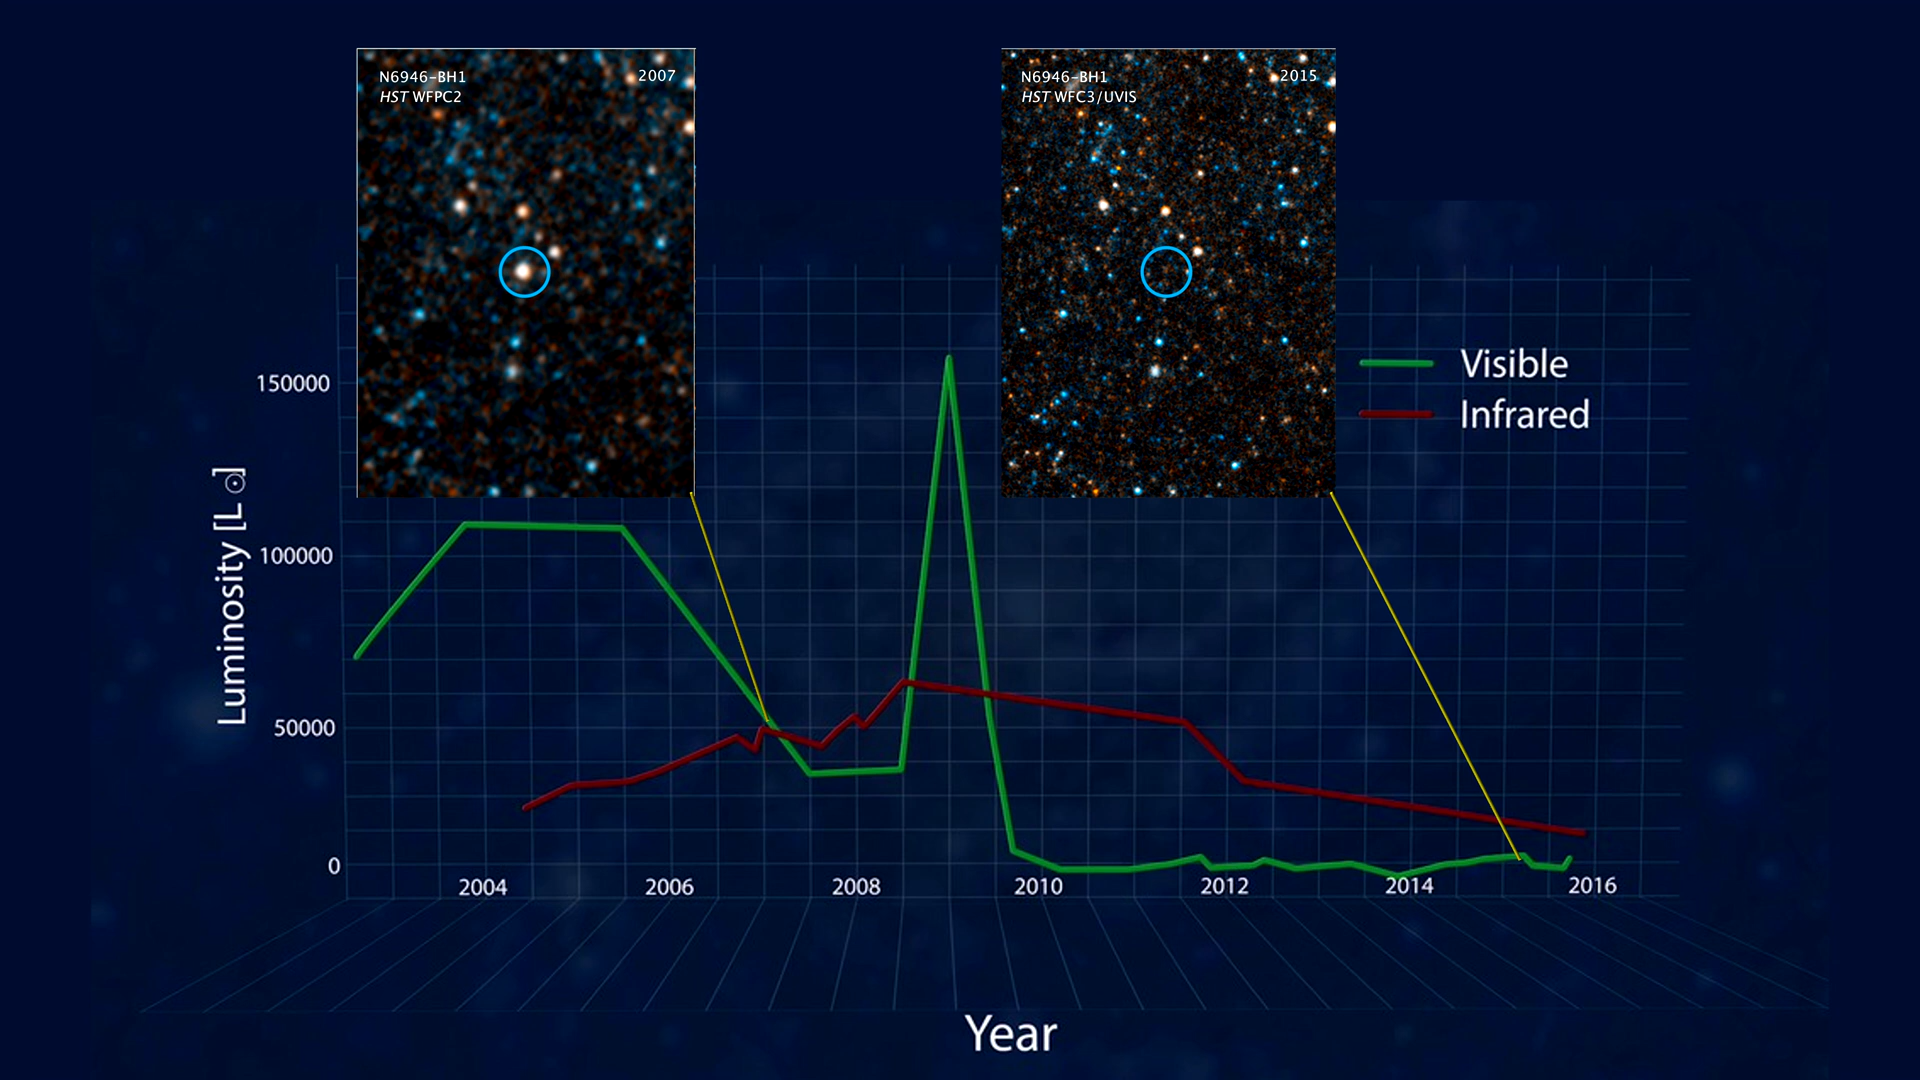 N6946-BH1 2007
HST WFPC2
N6946-BH1 2015
HST WFC3/UVIS
Visible
Infrared
Luminosity [L ☉]
150000
100000
50000
0
2004 2006 2008 2010 2012 2014 2016
Year